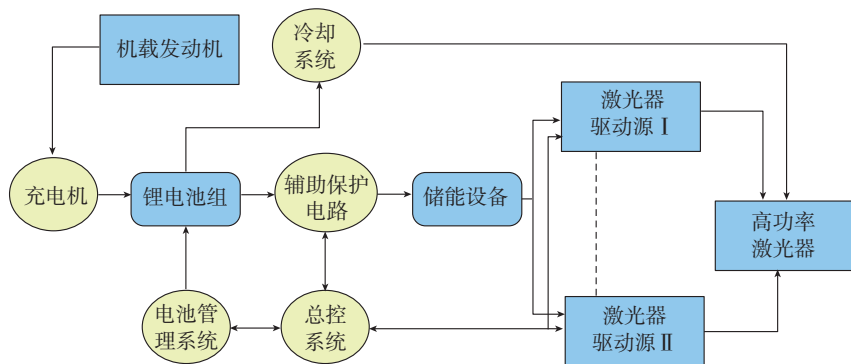 机载发动机
冷却
系统
激光器
驱动源Ⅰ
充电机
锂电池组
辅助保护
电路
储能设备
高功率
激光器
电池管
理系统
总控
系统
激光器
驱动源Ⅱ